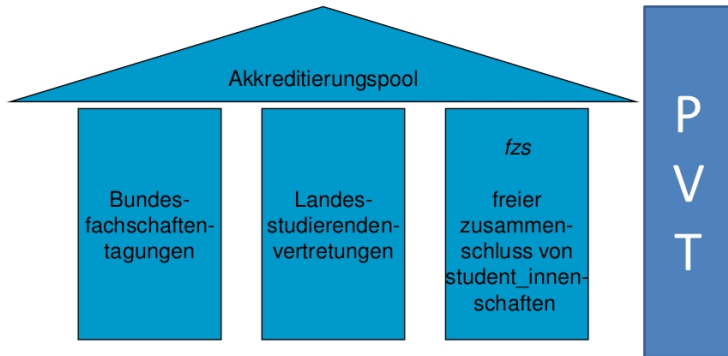 Akkreditierungspool
Bundes-
fachschaften-
tagungen
Landes-
studierenden-
vertretungen
fzs
freier
zusammen-
schluss von
student_innen-
schaften
P
V
T